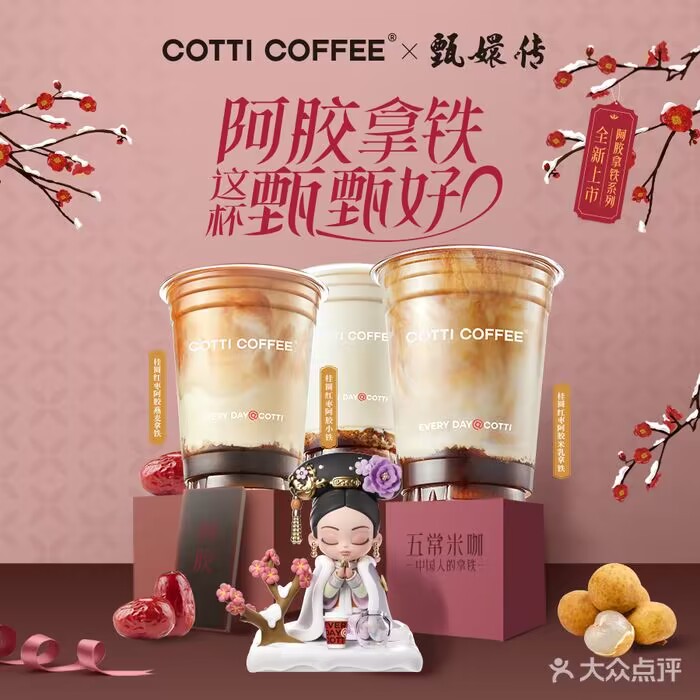 COTTI COFFEE® × 甄嬛传
阿胶拿铁
这杯甄甄好
阿胶拿铁系列
全新上市
COTTI COFFEE®
EVERY DAY@COTTI
桂圆红枣阿胶燕麦拿铁
桂圆红枣阿胶小铁
COTTI COFFEE®
EVERY DAY@COTTI
桂圆红枣阿胶米乳拿铁
五常米咖
中国人的拿铁
EVERY
DAY@
COTTI
大众点评